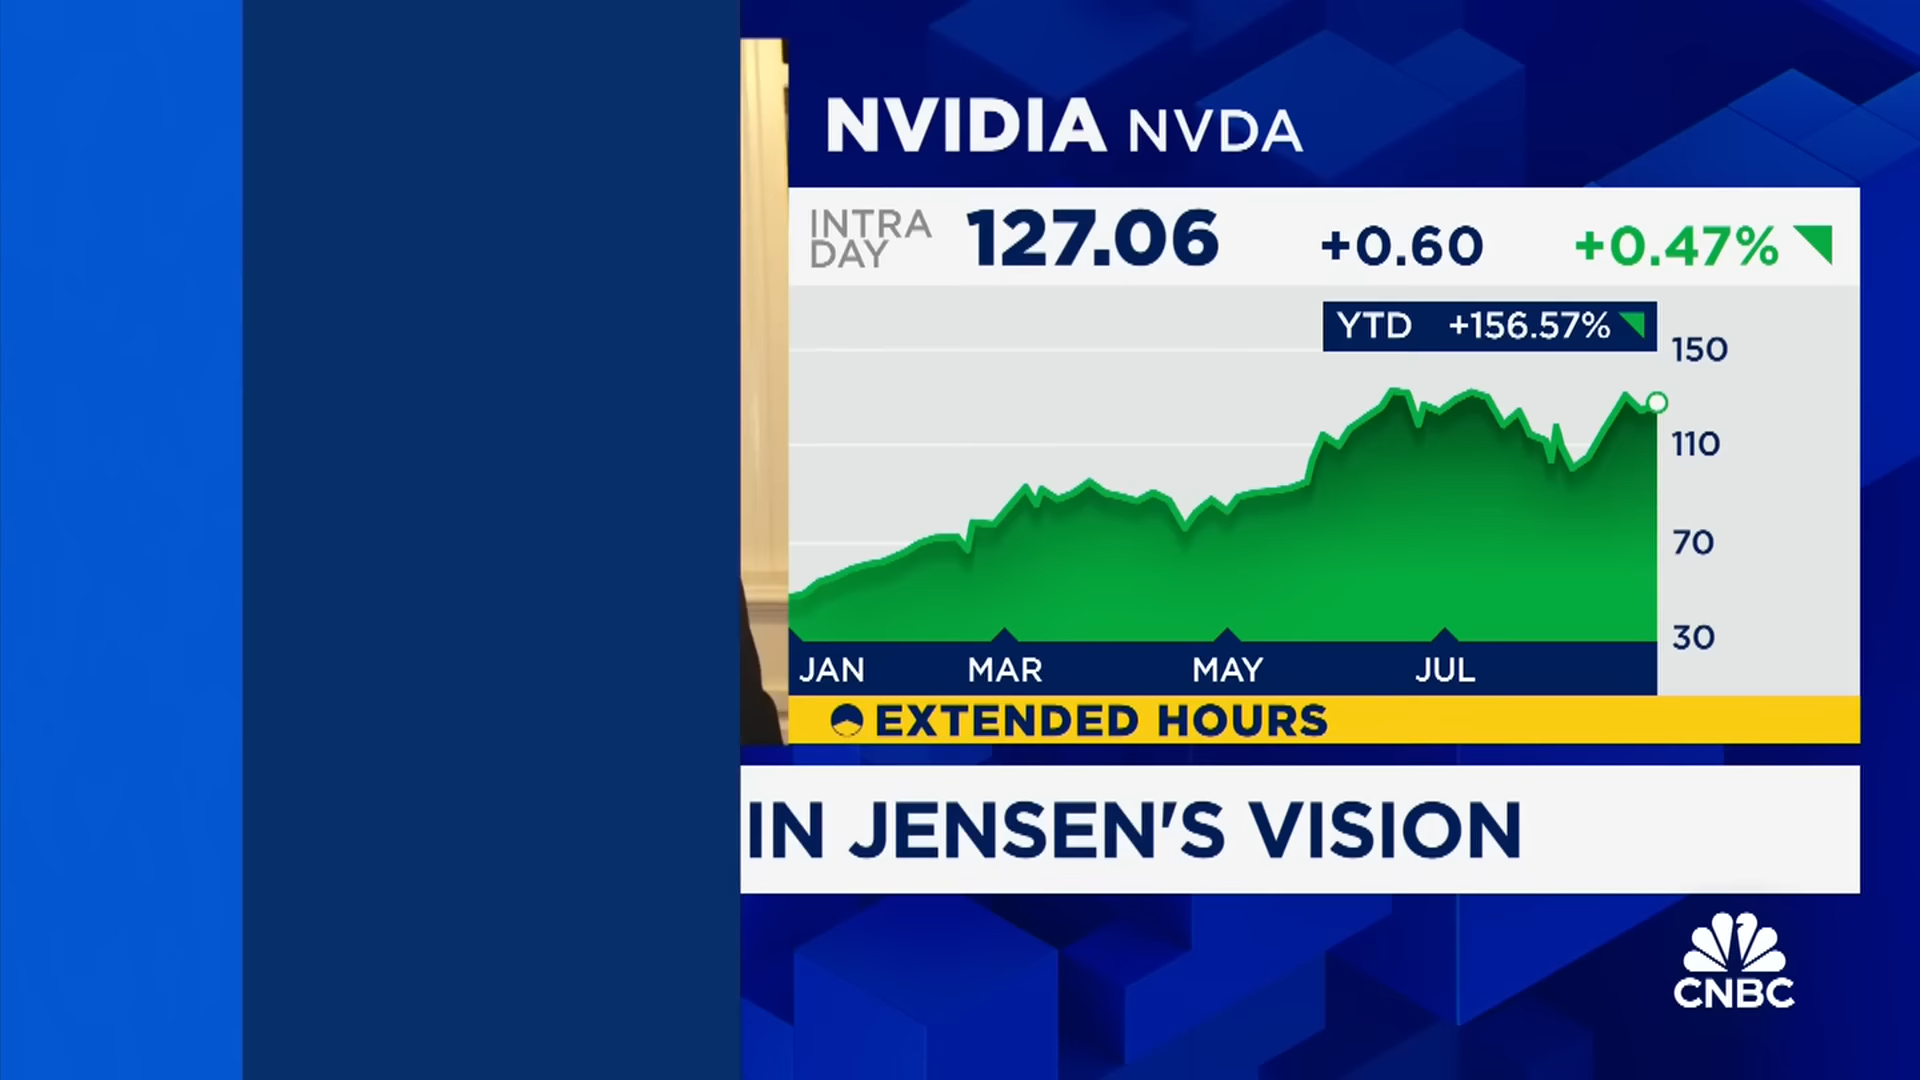 NVIDIA NVDA
INTRA
DAY
127.06 +0.60 +0.47%
YTD +156.57%
150
110
70
30
JAN MAR MAY JUL
EXTENDED HOURS
IN JENSEN'S VISION
CNBC